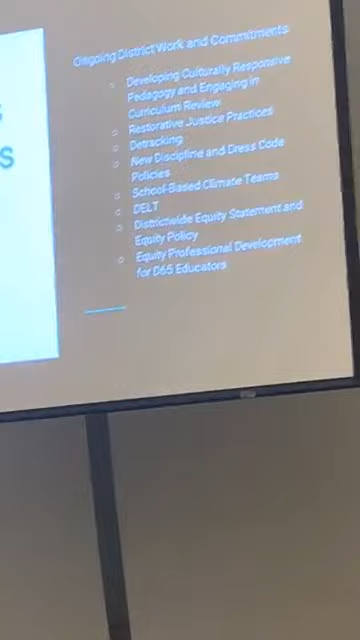 S
Ongoing District Work and Commitments
Developing Culturally Responsive
Pedagogy and Engaging in
Curriculum Review
Restorative Justice Practices
Detracking
New Discipline and Dress Code
Policies
School-Based Climate Teams
DELT
Districtwide Equity Statement and
Equity Policy
Equity Professional Development
for D65 Educators